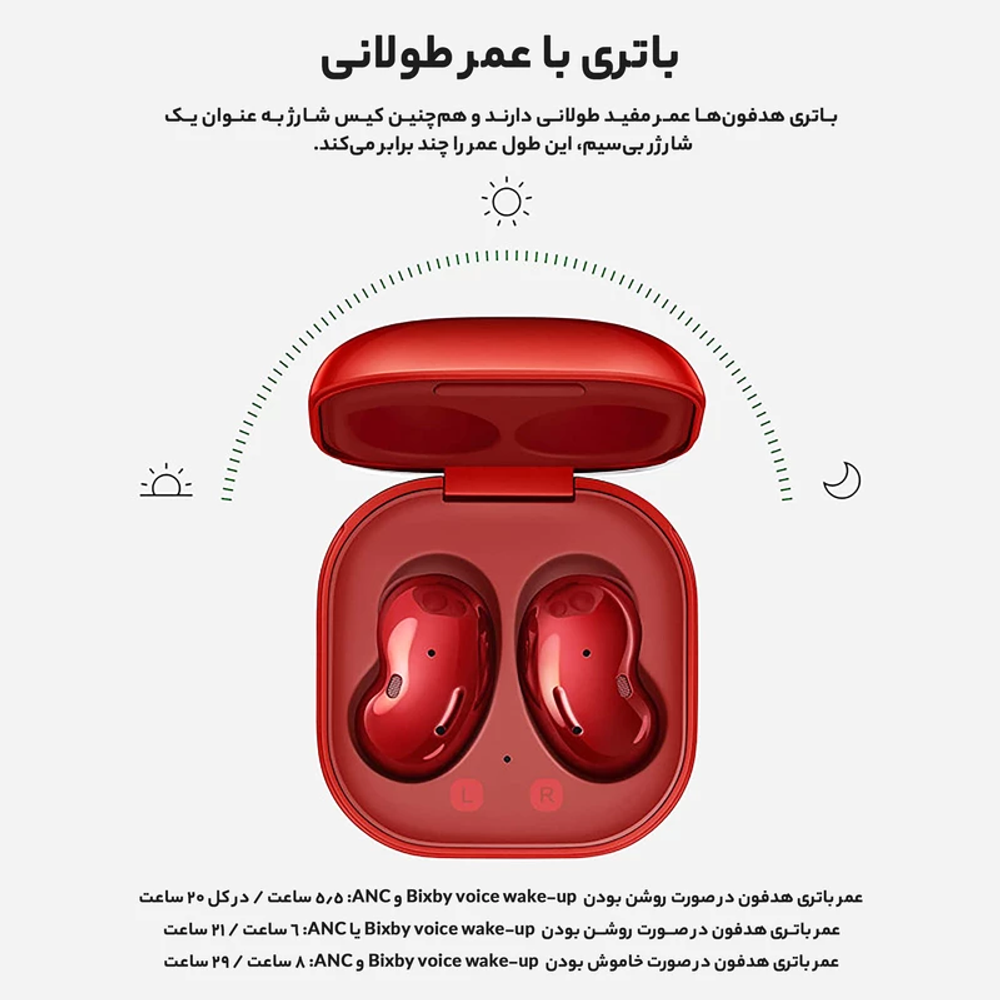 باتری با عمر طولانی
باتری هدفون‌ها عمر مفید طولانی دارند و هم‌چنین کیس شارژ به عنوان یک
شارژر بی‌سیم، این طول عمر را چند برابر می‌کند.
L R
عمر باتری هدفون در صورت روشن بودن Bixby voice wake-up و ANC: ۵٫۵ ساعت / در کل ۲۰ ساعت
عمر باتری هدفون در صورت روشن بودن Bixby voice wake-up یا ANC: ۶ ساعت / ۲۱ ساعت
عمر باتری هدفون در صورت خاموش بودن Bixby voice wake-up و ANC: ۸ ساعت / ۲۹ ساعت